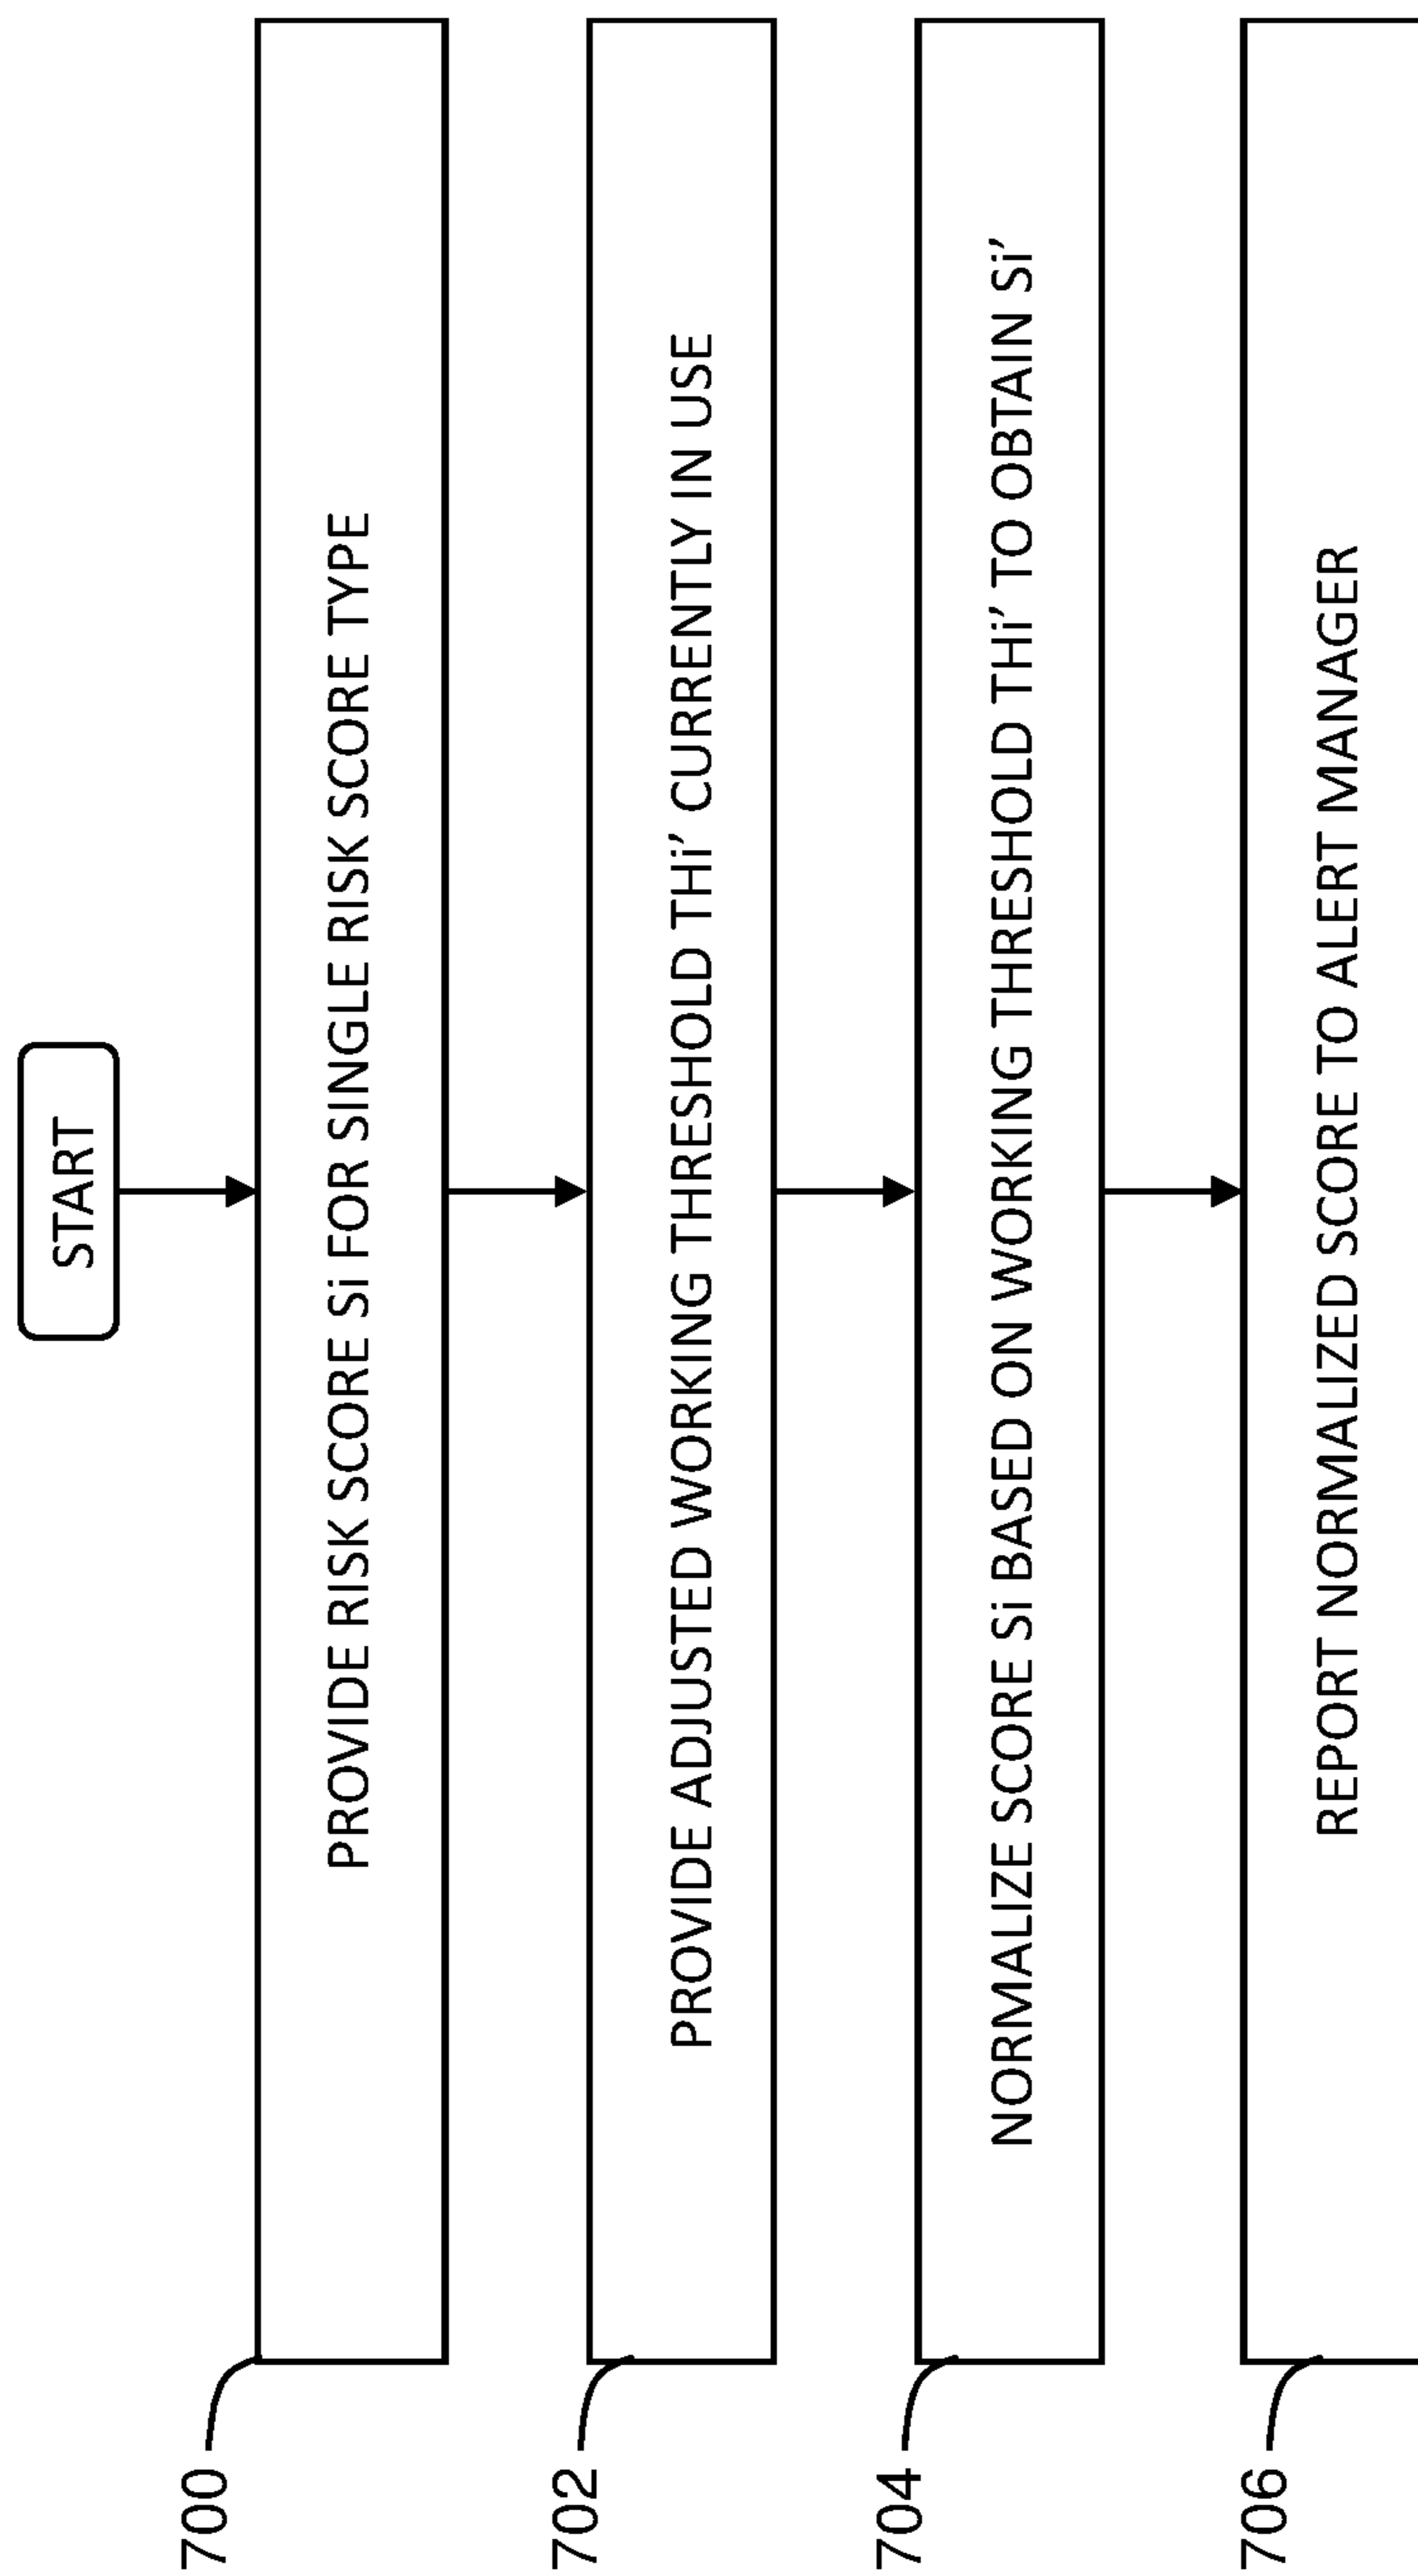 START
700
PROVIDE RISK SCORE Si FOR SINGLE RISK SCORE TYPE
702
PROVIDE ADJUSTED WORKING THRESHOLD THi’ CURRENTLY IN USE
704
NORMALIZE SCORE Si BASED ON WORKING THRESHOLD THi’ TO OBTAIN Si’
706
REPORT NORMALIZED SCORE TO ALERT MANAGER